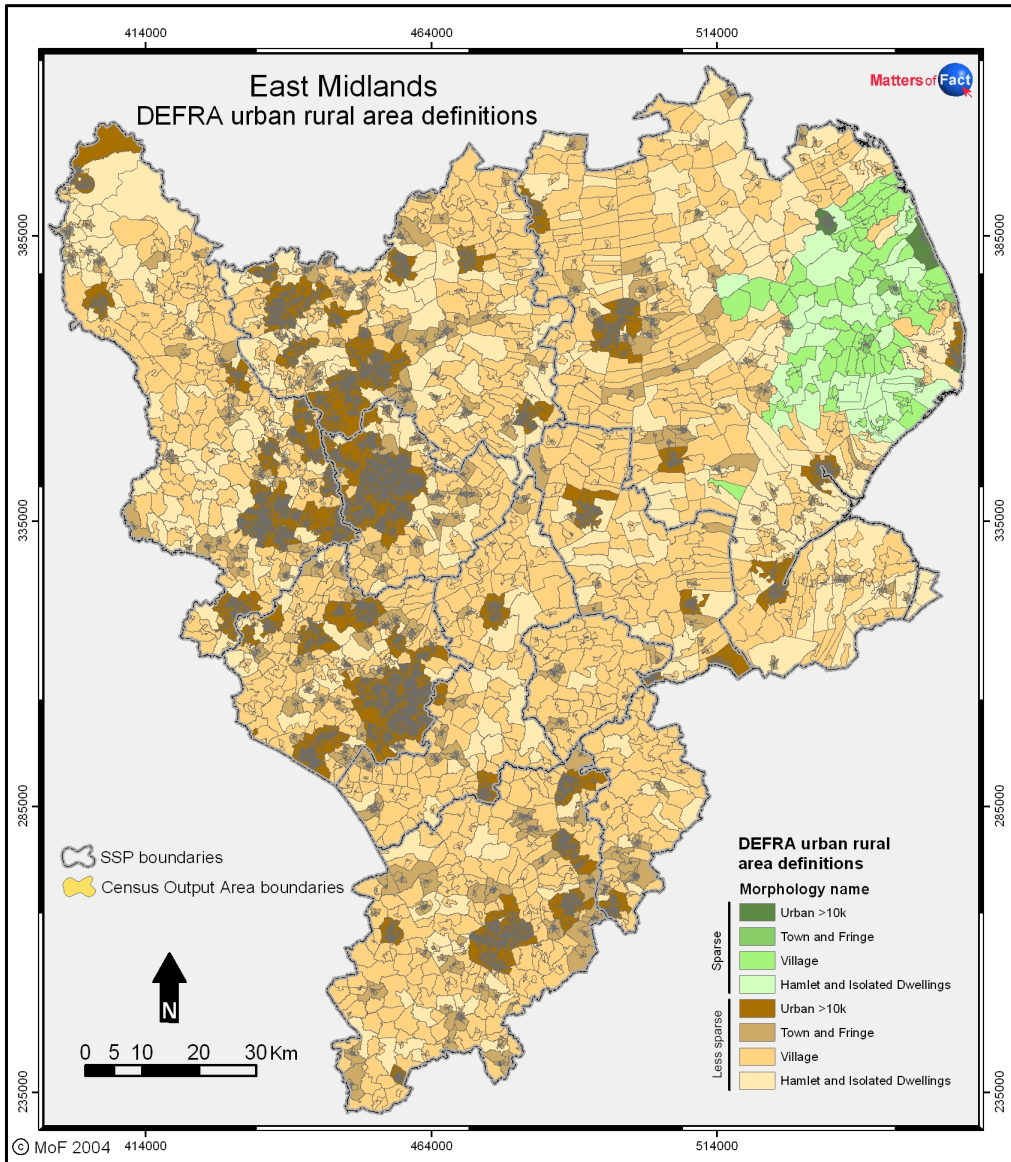 414000
464000
514000
East Midlands
DEFRA urban rural area definitions
Matters of Fact
385000
385000
335000
335000
285000
285000
235000
235000
SSP boundaries
Census Output Area boundaries
N
0 5 10 20 30 Km
DEFRA urban rural
area definitions
Morphology name
Sparse
Urban >10k
Town and Fringe
Village
Hamlet and Isolated Dwellings
Less sparse
Urban >10k
Town and Fringe
Village
Hamlet and Isolated Dwellings
© MoF 2004
414000
464000
514000